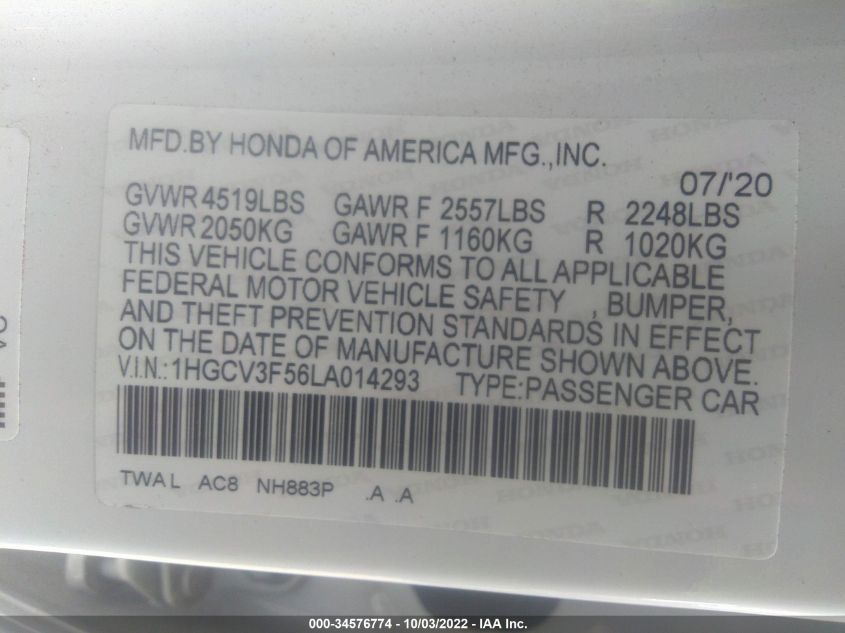 MFD.BY HONDA OF AMERICA MFG.,INC.
07/'20
GVWR 4519LBS GAWR F 2557LBS R 2248LBS
GVWR 2050KG GAWR F 1160KG R 1020KG
THIS VEHICLE CONFORMS TO ALL APPLICABLE
FEDERAL MOTOR VEHICLE SAFETY , BUMPER,
AND THEFT PREVENTION STANDARDS IN EFFECT
ON THE DATE OF MANUFACTURE SHOWN ABOVE.
V.I.N.:1HGCV3F56LA014293 TYPE:PASSENGER CAR
TWA L AC8 NH883P .A .A
000-34576774 - 10/03/2022 - IAA Inc.